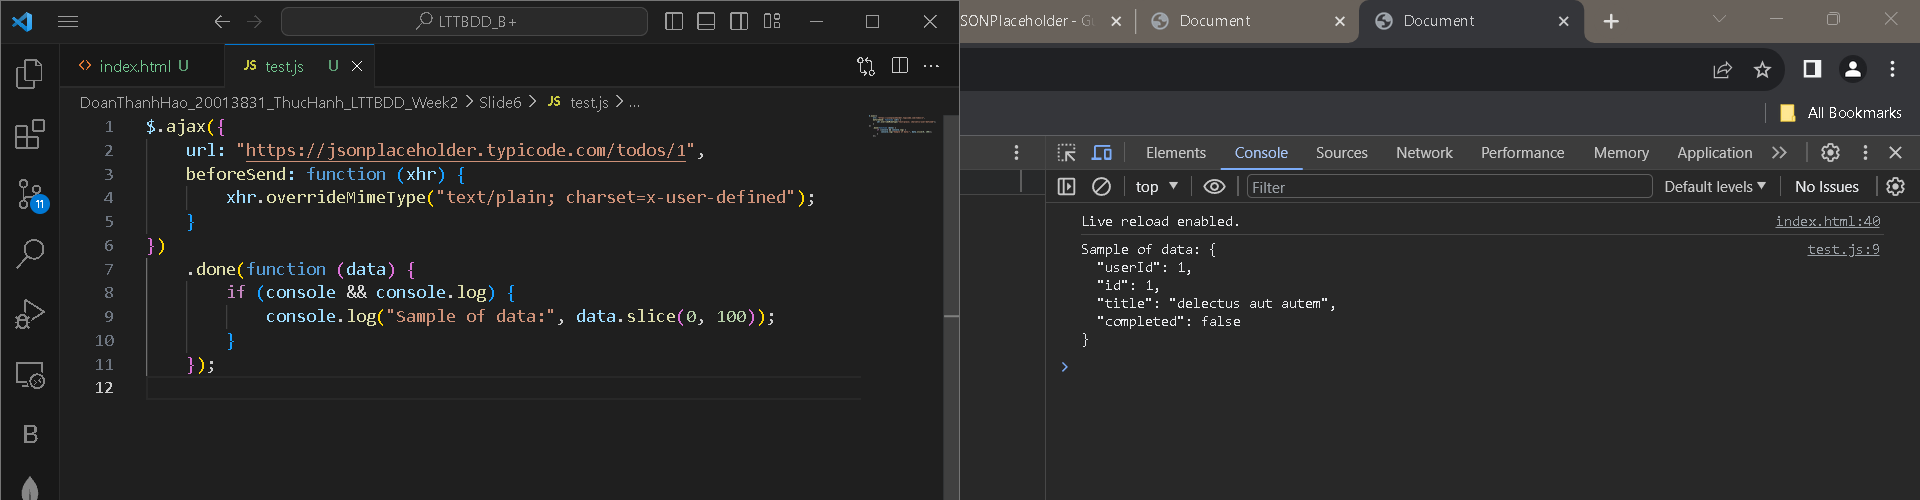 LTTBDD_B+
index.html U
JS test.js U
DoanThanhHao_20013831_ThucHanh_LTTBDD_Week2 > Slide6 > JS test.js > ...
1 $.ajax({
2 url: "https://jsonplaceholder.typicode.com/todos/1",
3 beforeSend: function (xhr) {
4 xhr.overrideMimeType("text/plain; charset=x-user-defined");
5 }
6 })
7 .done(function (data) {
8 if (console && console.log) {
9 console.log("Sample of data:", data.slice(0, 100));
10 }
11 });
12
11
B
SONPlaceholder - Gu
Document
Document
All Bookmarks
Elements Console Sources Network Performance Memory Application
top Filter Default levels No Issues
Live reload enabled. index.html:40
Sample of data: { test.js:9
"userId": 1,
"id": 1,
"title": "delectus aut autem",
"completed": false
}